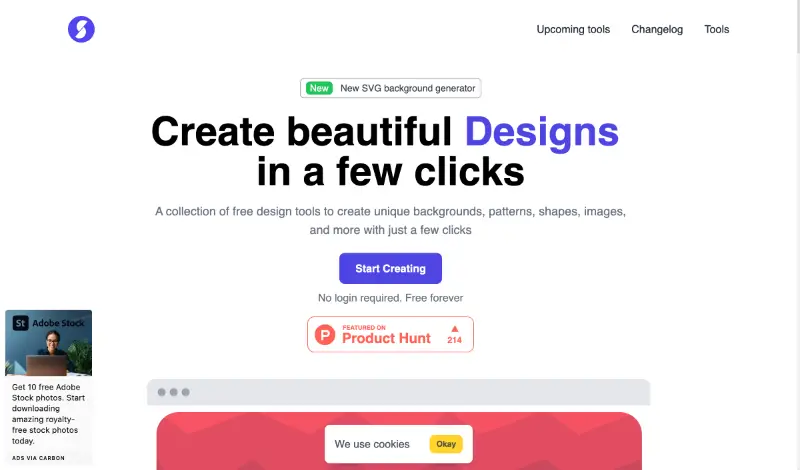 Upcoming tools Changelog Tools
New New SVG background generator
Create beautiful Designs
in a few clicks
A collection of free design tools to create unique backgrounds, patterns, shapes, images,
and more with just a few clicks
Start Creating
No login required. Free forever
FEATURED ON
Product Hunt
214
St Adobe Stock
Get 10 free Adobe
Stock photos. Start
downloading
amazing royalty-
free stock photos
today.
ADS VIA CARBON
We use cookies Okay